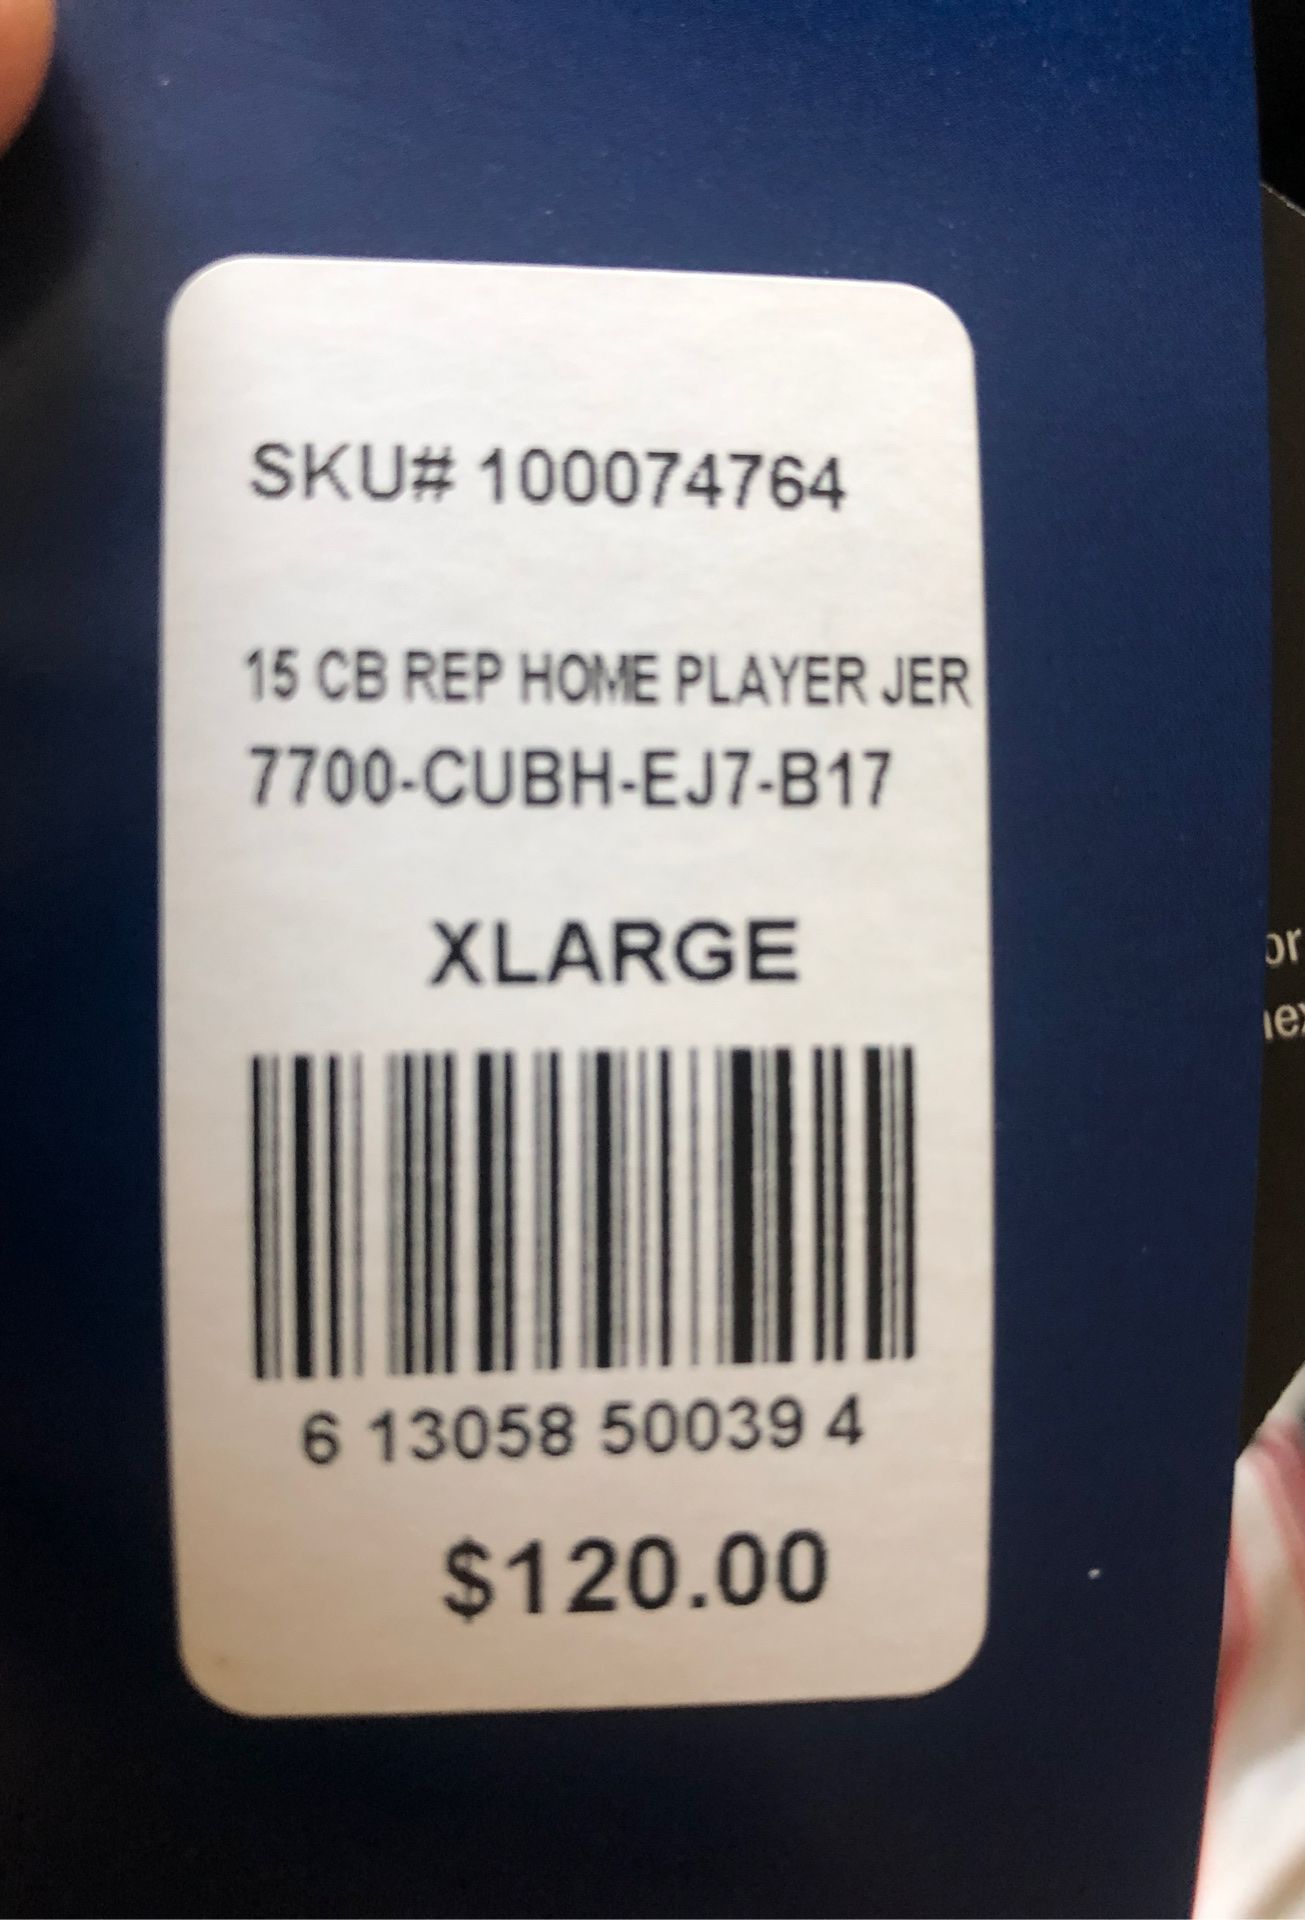 SKU# 100074764
15 CB REP HOME PLAYER JER
7700-CUBH-EJ7-B17
XLARGE
6 13058 50039 4
$120.00